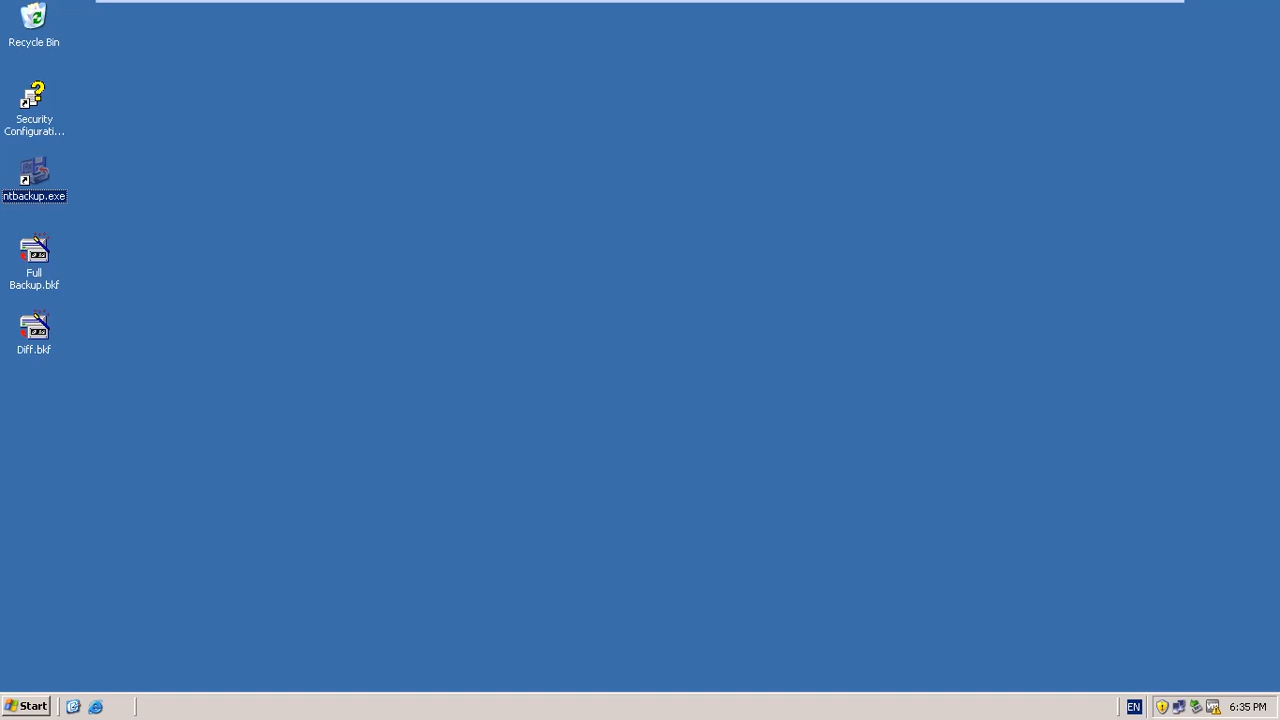 Recycle Bin
Security
Configurati...
ntbackup.exe
Full
Backup.bkf
Diff.bkf
Start
EN
6:35 PM